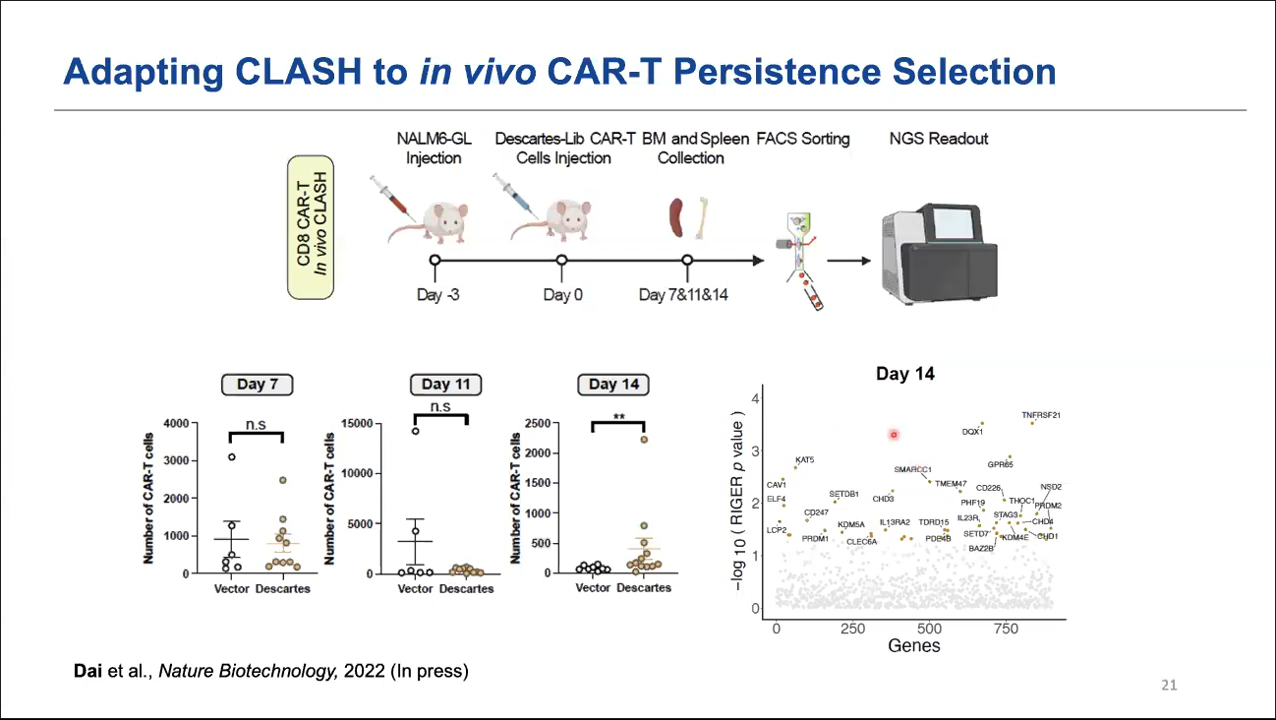 Adapting CLASH to in vivo CAR-T Persistence Selection
CD8 CAR-T
In vivo CLASH
NALM6-GL
Injection
Descartes-Lib CAR-T
Cells Injection
BM and Spleen
Collection
FACS Sorting
NGS Readout
Day -3
Day 0
Day 7&11&14
Day 7
n.s
Number of CAR-T cells
4000
3000
2000
1000
0
Vector
Descartes
Day 11
n.s
Number of CAR-T cells
15000
10000
5000
0
Vector
Descartes
Day 14
**
Number of CAR-T cells
2500
2000
1500
1000
500
0
Vector
Descartes
Day 14
−log 10 ( RIGER p value )
4
3
2
1
0
TNFRSF21
DQX1
GPR65
KAT5
SMARCC1
CAV1
TMEM47
CD226
NSD2
ELF4
SETDB1
CHD3
PHF19
THOC1
PRDM2
CD247
IL23R
STAG3
CHD4
LCP2
KDM5A
IL13RA2
TDRD15
PRDM1
SETD7
KDM4E
CHD1
CLEC6A
PDE4B
BAZ2B
0
250
500
750
Genes
Dai et al., Nature Biotechnology, 2022 (In press)
21